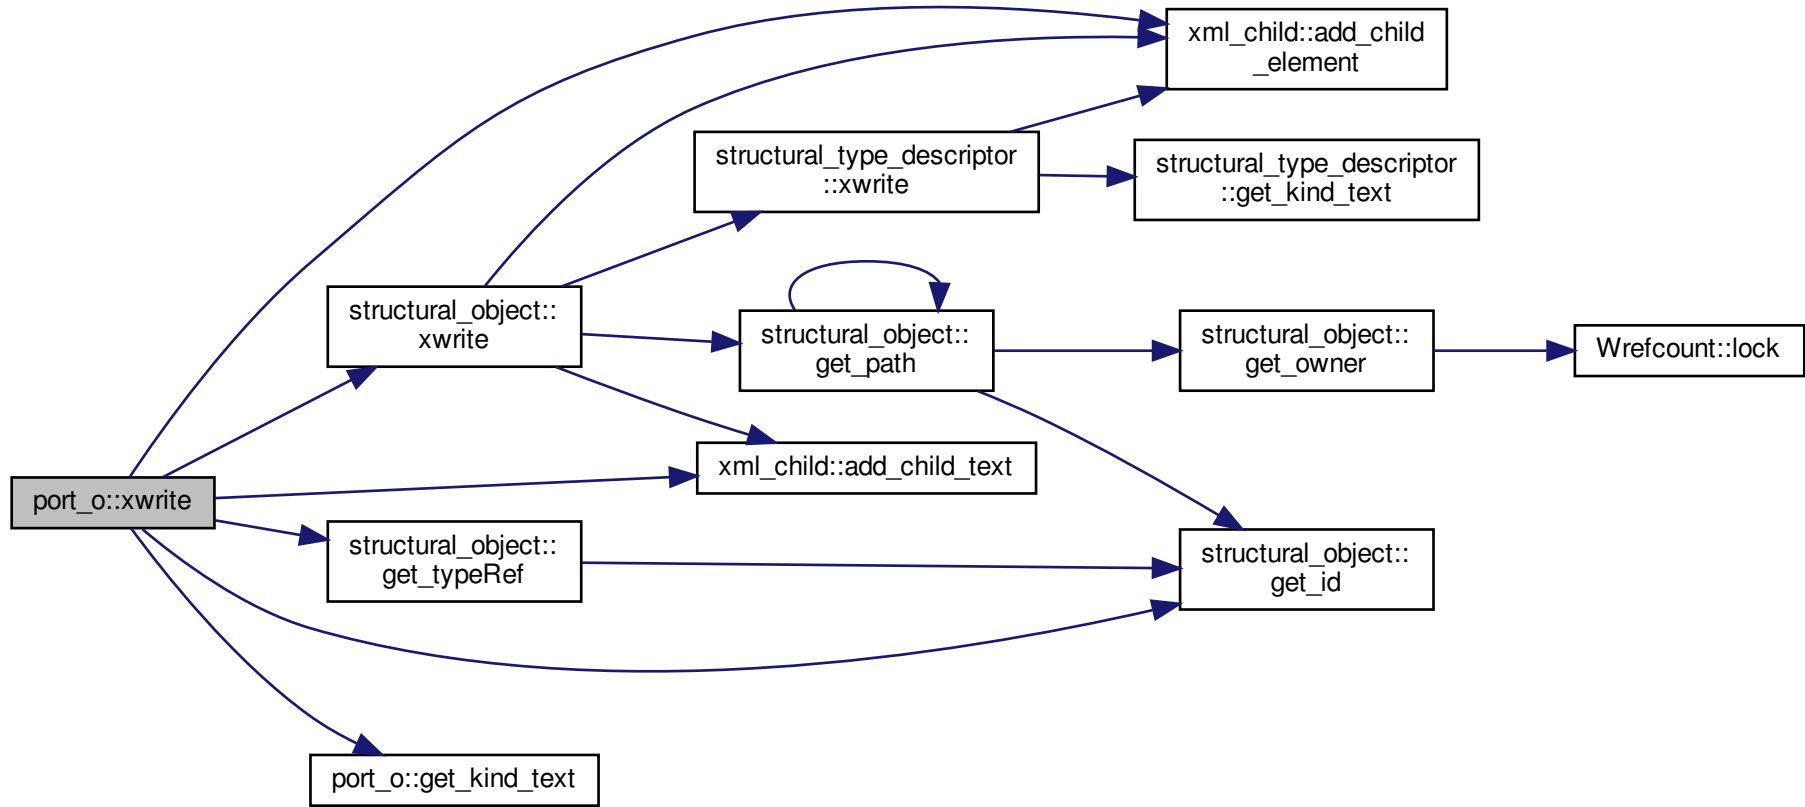 xml_child::add_child
_element
structural_type_descriptor
::xwrite
structural_type_descriptor
::get_kind_text
structural_object::
xwrite
structural_object::
get_path
structural_object::
get_owner
Wrefcount::lock
xml_child::add_child_text
port_o::xwrite
structural_object::
get_typeRef
structural_object::
get_id
port_o::get_kind_text